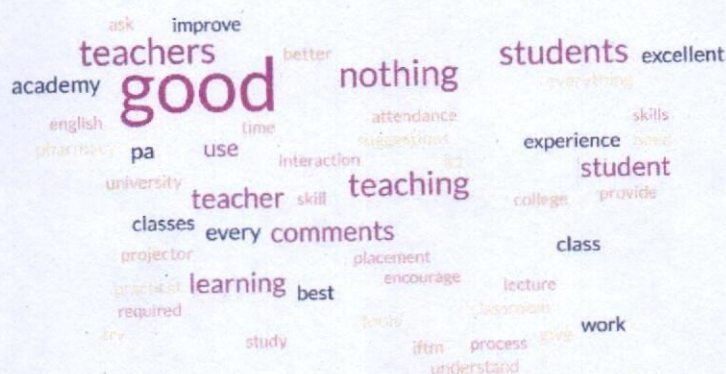 ask improve
teachers better students excellent
academy good nothing everything
english time attendance skills
pharmacy pa use suggestions experience need
interaction student
university teacher skill teaching college provide
classes every comments class
projector placement
practical learning best encourage lecture
required classroom
try study tools give work
iftm process
understand